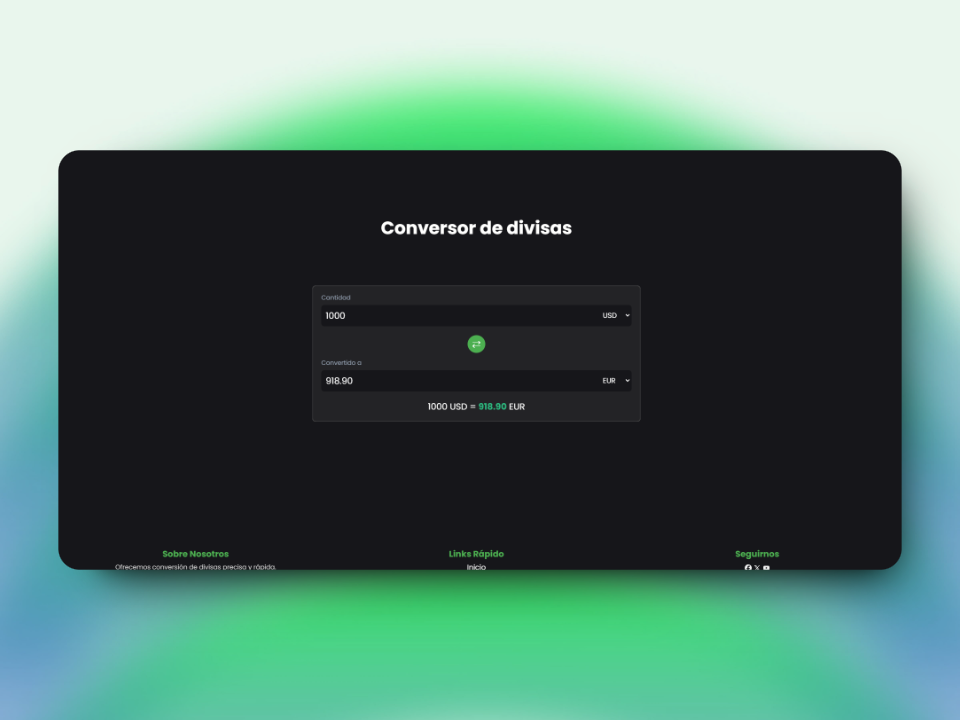 Conversor de divisas
Cantidad
1000 USD
Convertido a
918.90 EUR
1000 USD = 918.90 EUR
Sobre Nosotros Links Rápido Seguirnos
Ofrecemos conversión de divisas precisa y rápida. Inicio